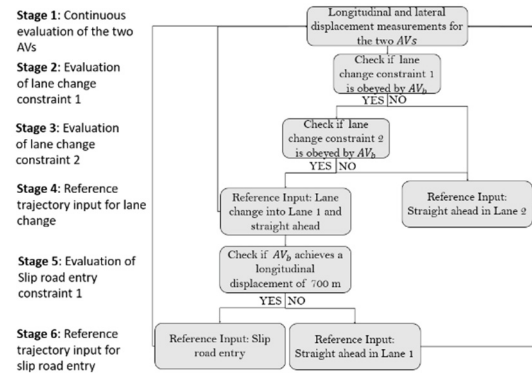 Stage 1: Continuous
evaluation of the two
AVs
Longitudinal and lateral
displacement measurements for
the two AVs
Stage 2: Evaluation
of lane change
constraint 1
Check if lane
change constraint 1
is obeyed by AVb
YES NO
Stage 3: Evaluation
of lane change
constraint 2
Check if lane
change constraint 2
is obeyed by AVb
YES NO
Stage 4: Reference
trajectory input for lane
change
Reference Input: Lane
change into Lane 1 and
straight ahead
Reference Input:
Straight ahead in Lane 2
Stage 5: Evaluation of
Slip road entry
constraint 1
Check if AVb achieves a
longitudinal
displacement of 700 m
YES NO
Stage 6: Reference
trajectory input for
slip road entry
Reference Input: Slip
road entry
Reference Input:
Straight ahead in Lane 1